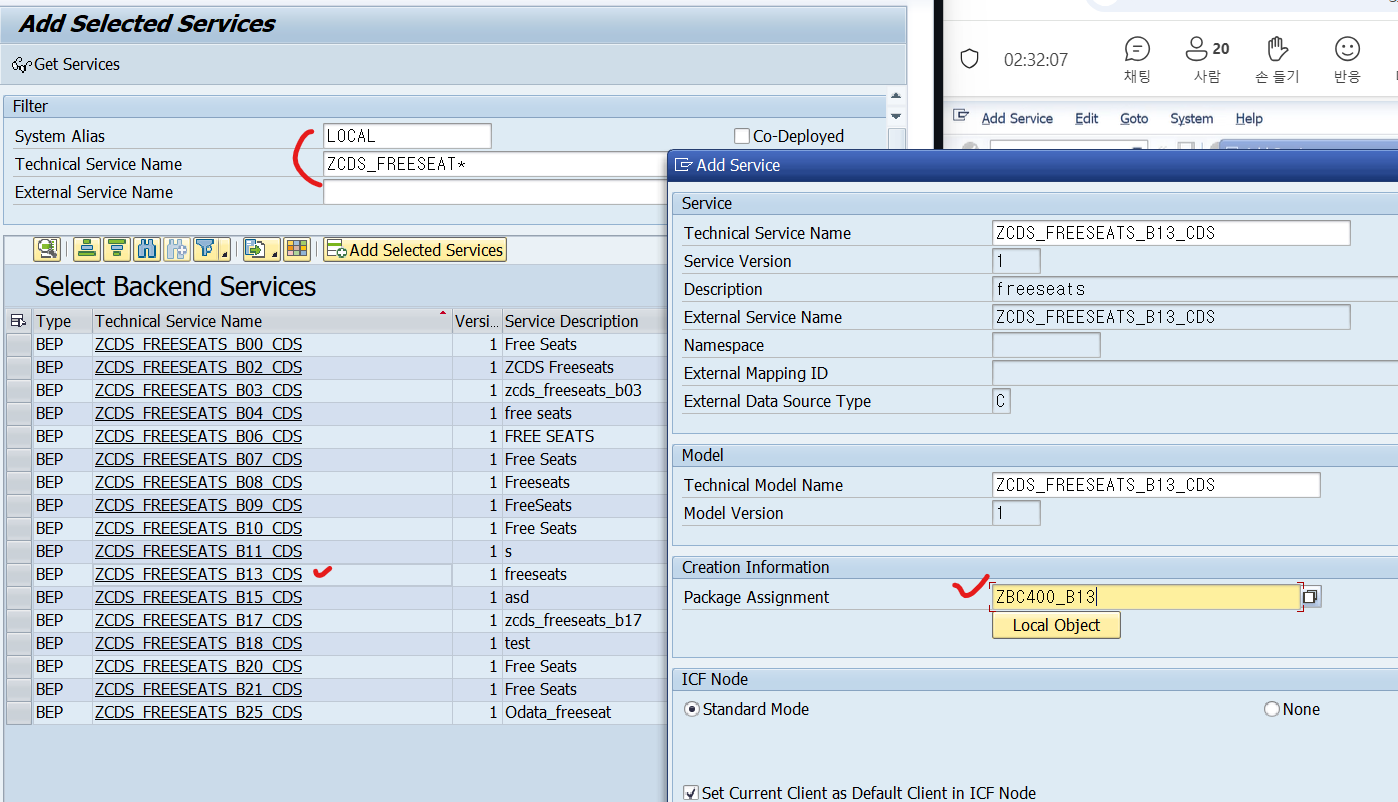 Add Selected Services
Get Services
Filter
System Alias LOCAL Co-Deployed
Technical Service Name ZCDS_FREESEAT*
External Service Name
Add Selected Services
Select Backend Services
Type Technical Service Name Versi... Service Description
BEP ZCDS_FREESEATS_B00_CDS 1 Free Seats
BEP ZCDS_FREESEATS_B02_CDS 1 ZCDS Freeseats
BEP ZCDS_FREESEATS_B03_CDS 1 zcds_freeseats_b03
BEP ZCDS_FREESEATS_B04_CDS 1 free seats
BEP ZCDS_FREESEATS_B06_CDS 1 FREE SEATS
BEP ZCDS_FREESEATS_B07_CDS 1 Free Seats
BEP ZCDS_FREESEATS_B08_CDS 1 Freeseats
BEP ZCDS_FREESEATS_B09_CDS 1 FreeSeats
BEP ZCDS_FREESEATS_B10_CDS 1 Free Seats
BEP ZCDS_FREESEATS_B11_CDS 1 s
BEP ZCDS_FREESEATS_B13_CDS 1 freeseats
BEP ZCDS_FREESEATS_B15_CDS 1 asd
BEP ZCDS_FREESEATS_B17_CDS 1 zcds_freeseats_b17
BEP ZCDS_FREESEATS_B18_CDS 1 test
BEP ZCDS_FREESEATS_B20_CDS 1 Free Seats
BEP ZCDS_FREESEATS_B21_CDS 1 Free Seats
BEP ZCDS_FREESEATS_B25_CDS 1 Odata_freeseat
02:32:07
20
채팅 사람 손 들기 반응
Add Service Edit Goto System Help
Add Service
Service
Technical Service Name ZCDS_FREESEATS_B13_CDS
Service Version 1
Description freeseats
External Service Name ZCDS_FREESEATS_B13_CDS
Namespace
External Mapping ID
External Data Source Type C
Model
Technical Model Name ZCDS_FREESEATS_B13_CDS
Model Version 1
Creation Information
Package Assignment ZBC400_B13
Local Object
ICF Node
Standard Mode None
Set Current Client as Default Client in ICF Node